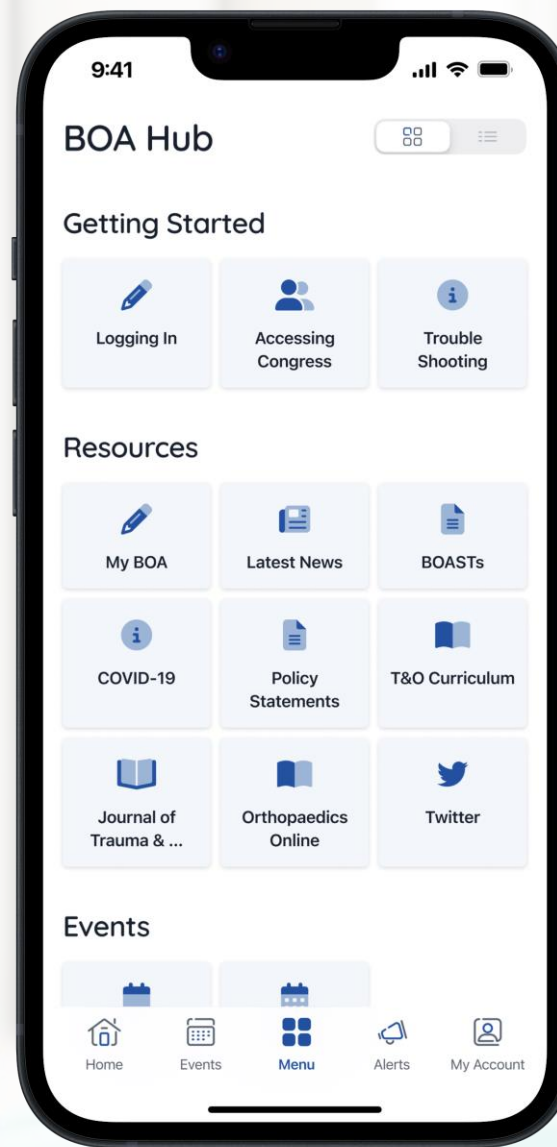 9:41
BOA Hub
Getting Started
Logging In
Accessing
Congress
Trouble
Shooting
Resources
My BOA
Latest News
BOASTs
COVID-19
Policy
Statements
T&O Curriculum
Journal of
Trauma & ...
Orthopaedics
Online
Twitter
Events
Home
Events
Menu
Alerts
My Account